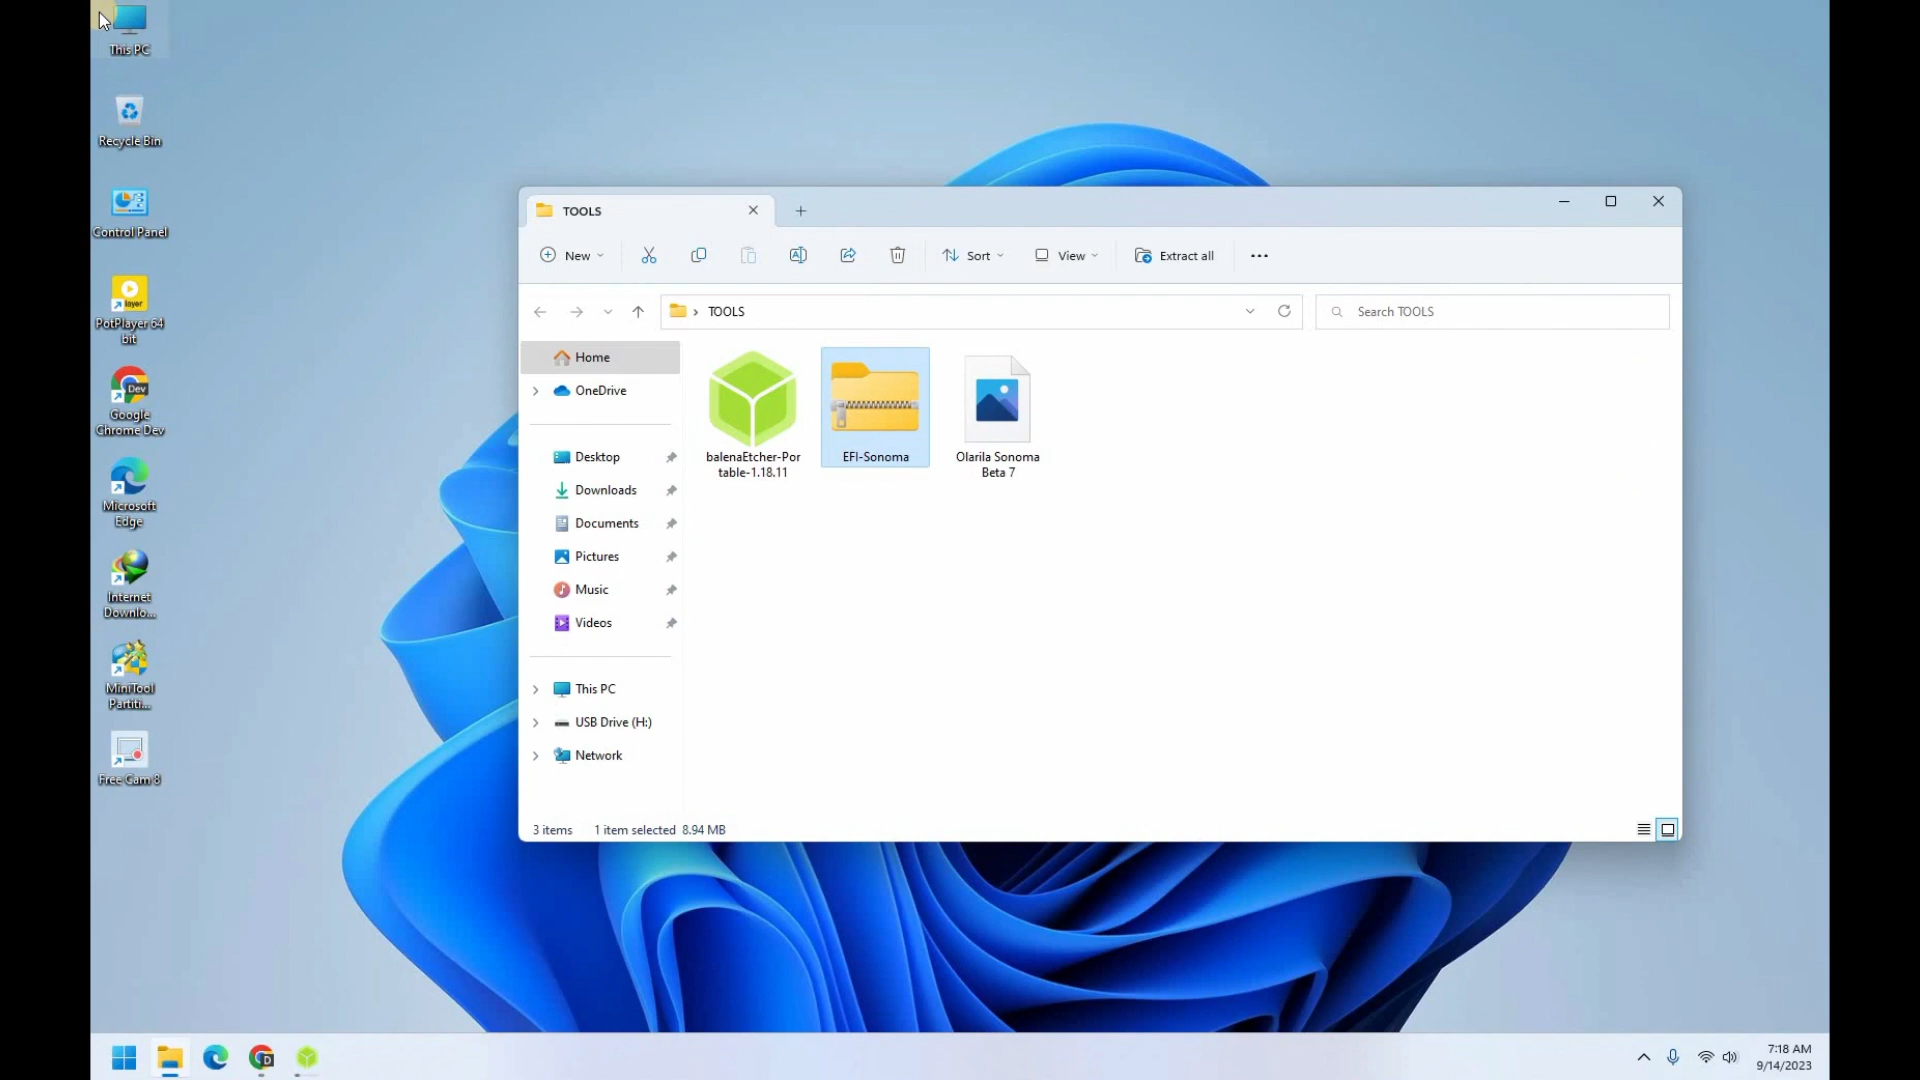 This PC
Recycle Bin
Control Panel
PotPlayer 64
bit
Google
Chrome Dev
Microsoft
Edge
Internet
Downlo...
MiniTool
Partiti...
Free Cam 8
TOOLS
New
Sort
View
Extract all
TOOLS
Search TOOLS
Home
OneDrive
Desktop
Downloads
Documents
Pictures
Music
Videos
This PC
USB Drive (H:)
Network
balenaEtcher-Por
table-1.18.11
EFI-Sonoma
Olarila Sonoma
Beta 7
3 items 1 item selected 8.94 MB
7:18 AM
9/14/2023